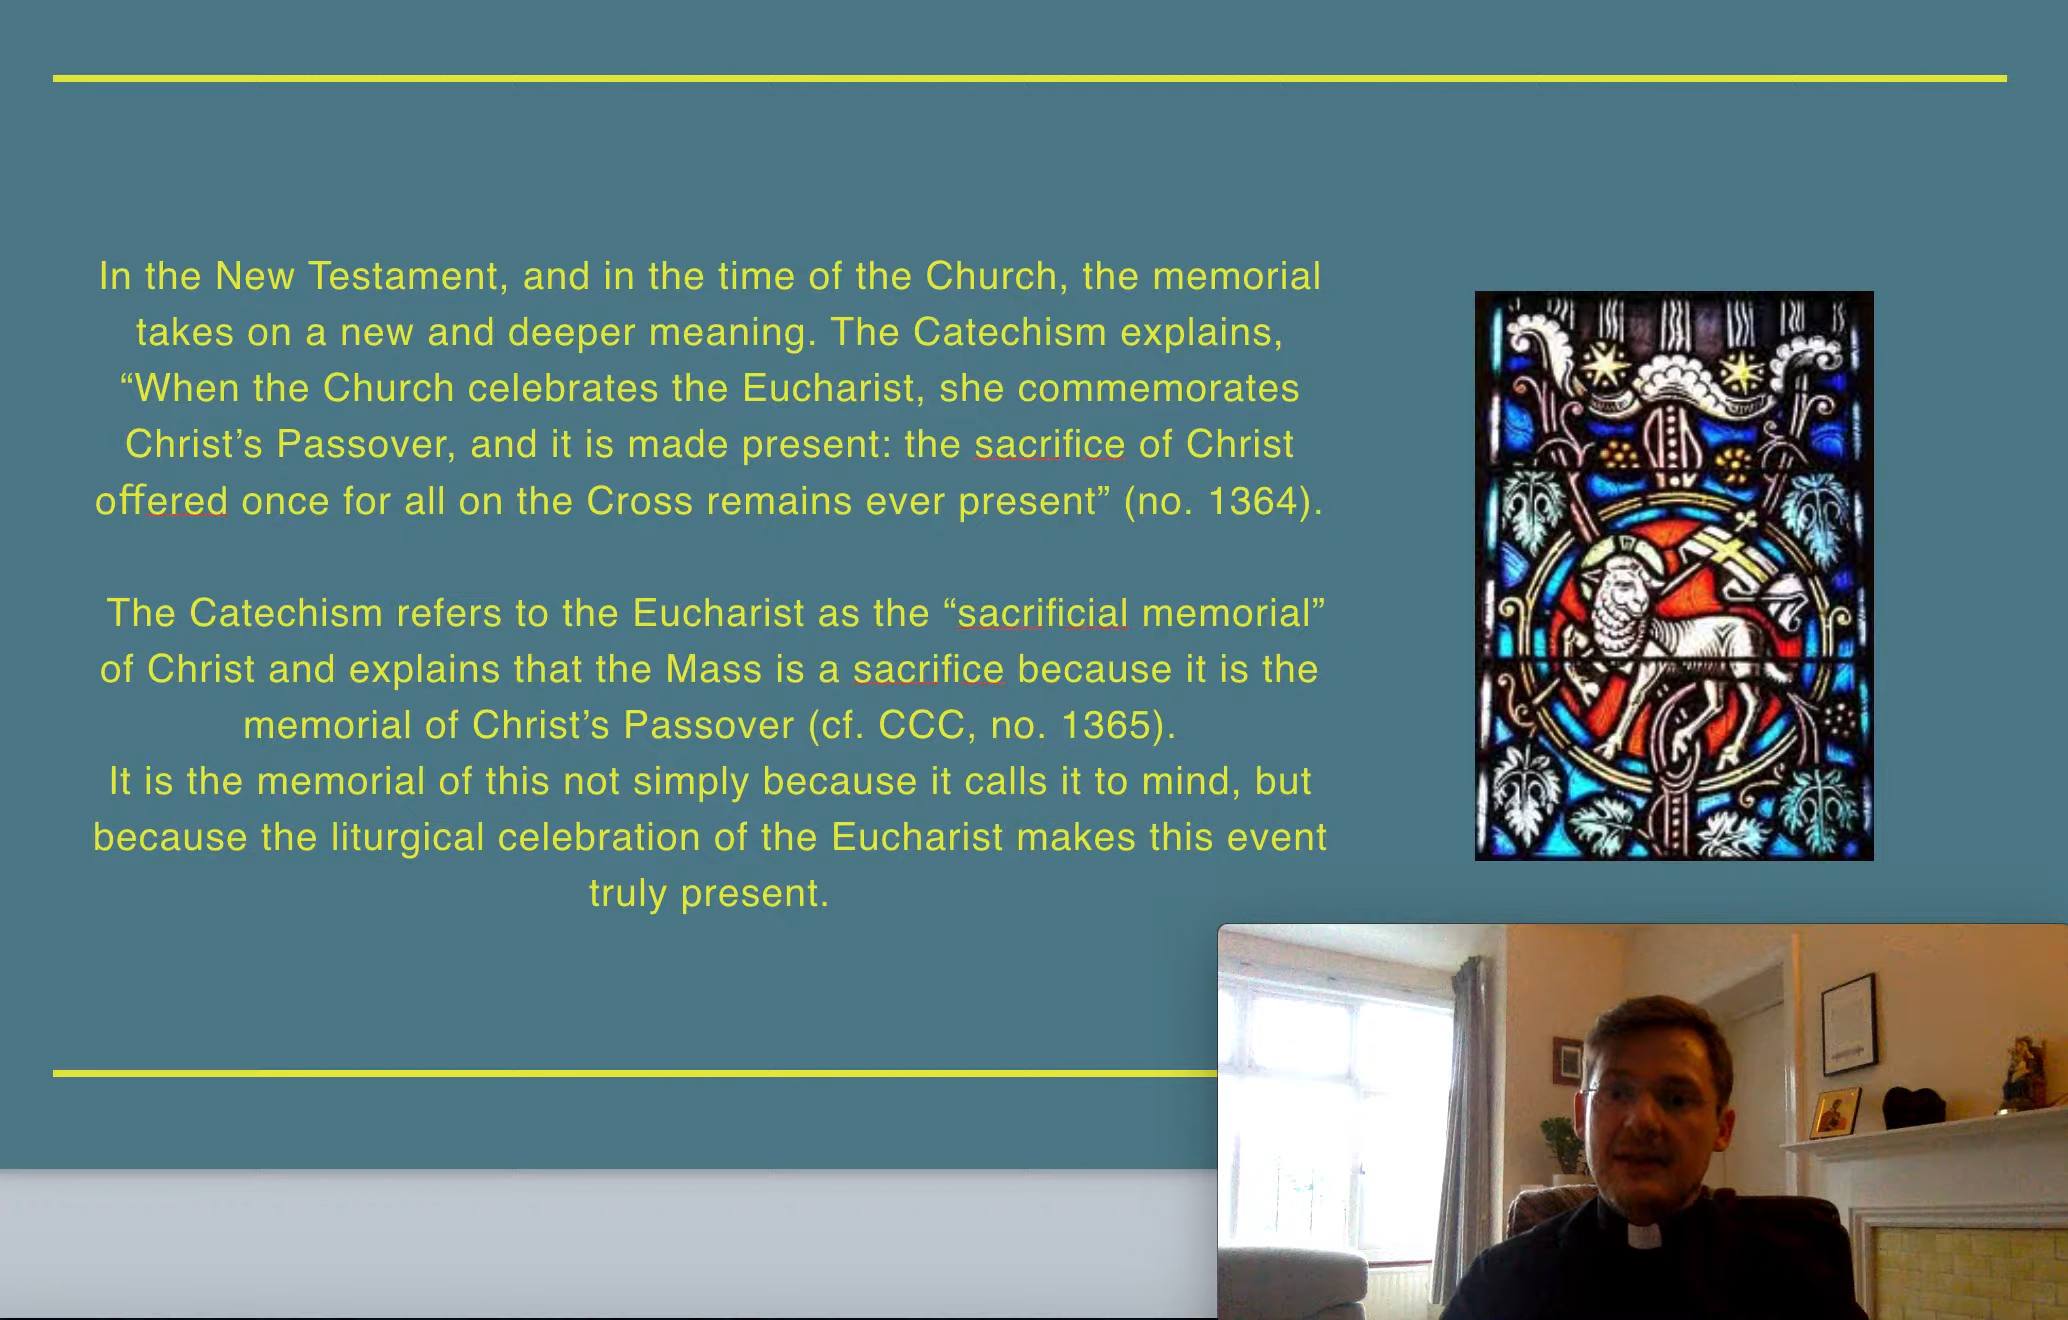 In the New Testament, and in the time of the Church, the memorial
takes on a new and deeper meaning. The Catechism explains,
“When the Church celebrates the Eucharist, she commemorates
Christ’s Passover, and it is made present: the sacrifice of Christ
offered once for all on the Cross remains ever present” (no. 1364).
The Catechism refers to the Eucharist as the “sacrificial memorial”
of Christ and explains that the Mass is a sacrifice because it is the
memorial of Christ’s Passover (cf. CCC, no. 1365).
It is the memorial of this not simply because it calls it to mind, but
because the liturgical celebration of the Eucharist makes this event
truly present.